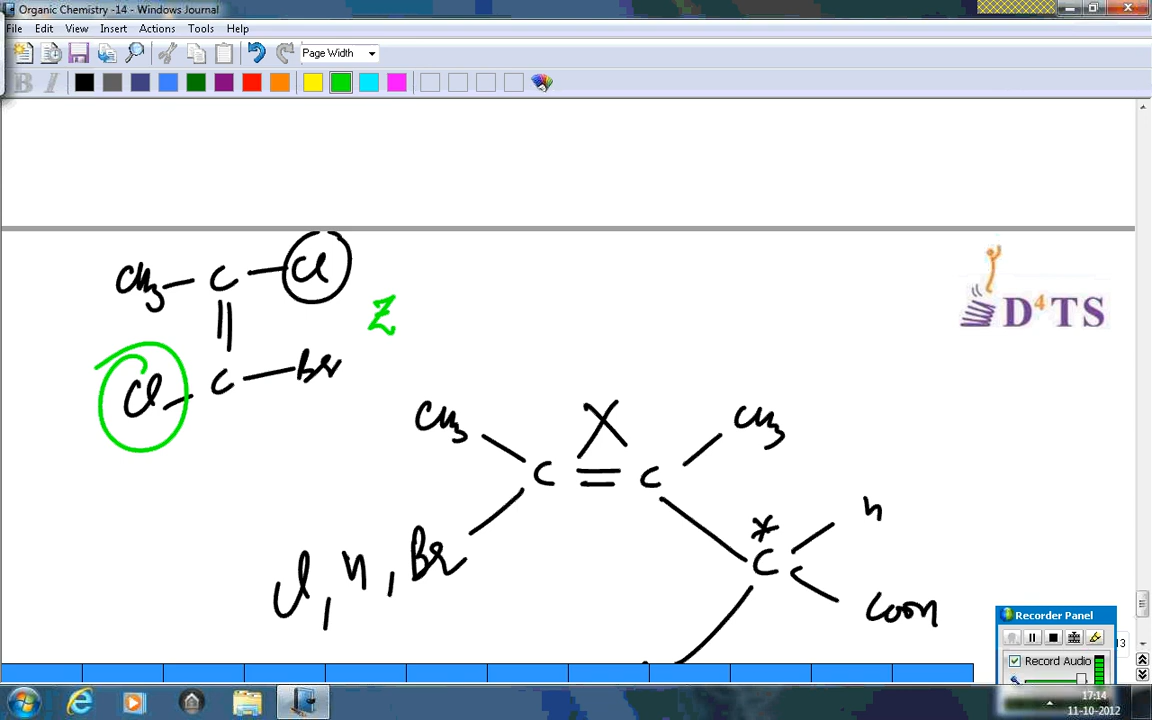 Organic Chemistry -14 - Windows Journal
File Edit View Insert Actions Tools Help
Page Width
B I
CH3 — C — Cl
Z
Cl — C — Br
D4TS
CH3 X CH3
C = C
* H
C
Cl, H, Br
COOH
Recorder Panel
13
Record Audio
17:14
11-10-2012